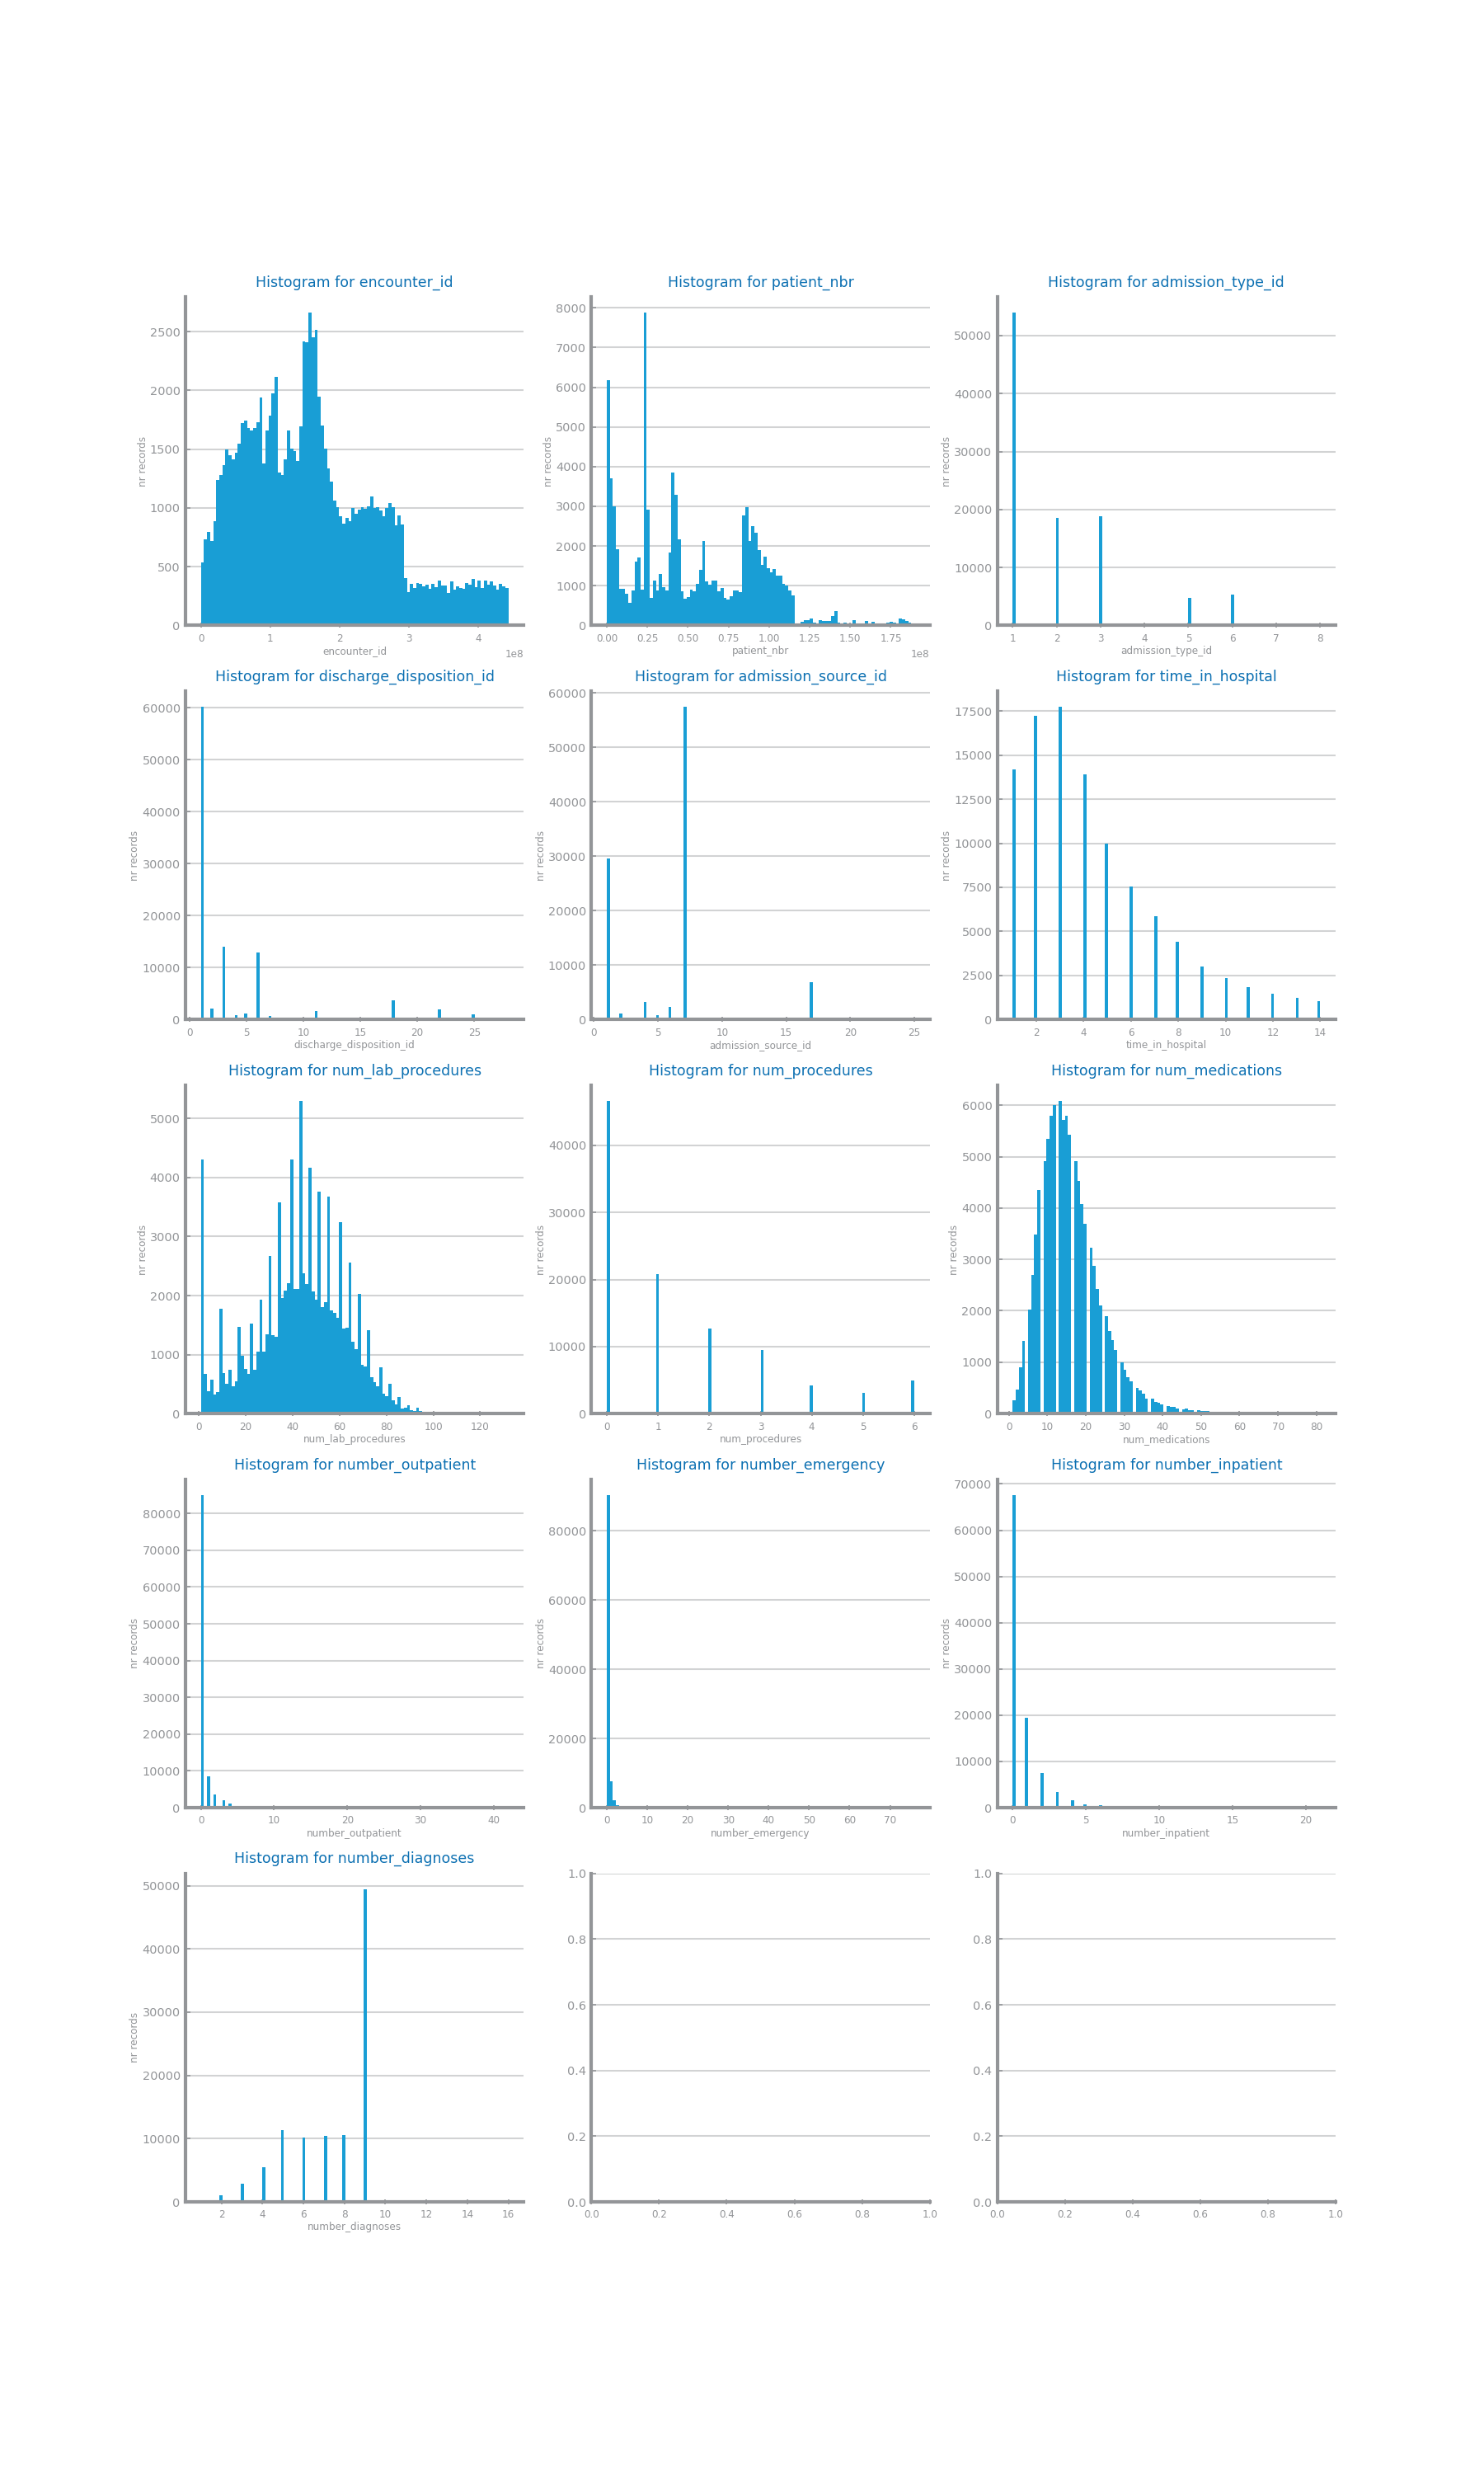 Histogram for encounter_id
nr records
2500
2000
1500
1000
500
0
0 1 2 3 4
encounter_id
1e8
Histogram for patient_nbr
nr records
8000
7000
6000
5000
4000
3000
2000
1000
0
0.00 0.25 0.50 0.75 1.00 1.25 1.50 1.75
patient_nbr
1e8
Histogram for admission_type_id
nr records
50000
40000
30000
20000
10000
0
1 2 3 4 5 6 7 8
admission_type_id
Histogram for discharge_disposition_id
nr records
60000
50000
40000
30000
20000
10000
0
0 5 10 15 20 25
discharge_disposition_id
Histogram for admission_source_id
nr records
60000
50000
40000
30000
20000
10000
0
0 5 10 15 20 25
admission_source_id
Histogram for time_in_hospital
nr records
17500
15000
12500
10000
7500
5000
2500
0
2 4 6 8 10 12 14
time_in_hospital
Histogram for num_lab_procedures
nr records
5000
4000
3000
2000
1000
0
0 20 40 60 80 100 120
num_lab_procedures
Histogram for num_procedures
nr records
40000
30000
20000
10000
0
0 1 2 3 4 5 6
num_procedures
Histogram for num_medications
nr records
6000
5000
4000
3000
2000
1000
0
0 10 20 30 40 50 60 70 80
num_medications
Histogram for number_outpatient
nr records
80000
70000
60000
50000
40000
30000
20000
10000
0
0 10 20 30 40
number_outpatient
Histogram for number_emergency
nr records
80000
60000
40000
20000
0
0 10 20 30 40 50 60 70
number_emergency
Histogram for number_inpatient
nr records
70000
60000
50000
40000
30000
20000
10000
0
0 5 10 15 20
number_inpatient
Histogram for number_diagnoses
nr records
50000
40000
30000
20000
10000
0
2 4 6 8 10 12 14 16
number_diagnoses
1.0
0.8
0.6
0.4
0.2
0.0
0.0 0.2 0.4 0.6 0.8 1.0
1.0
0.8
0.6
0.4
0.2
0.0
0.0 0.2 0.4 0.6 0.8 1.0